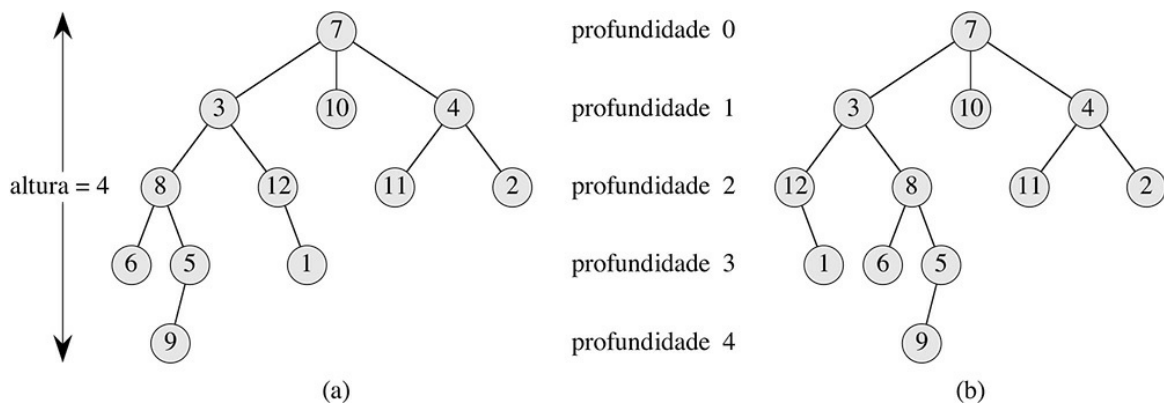 7 profundidade 0 7
3 10 4 profundidade 1 3 10 4
altura = 4 8 12 11 2 profundidade 2 12 8 11 2
6 5 1 profundidade 3 1 6 5
9 profundidade 4 9
(a) (b)